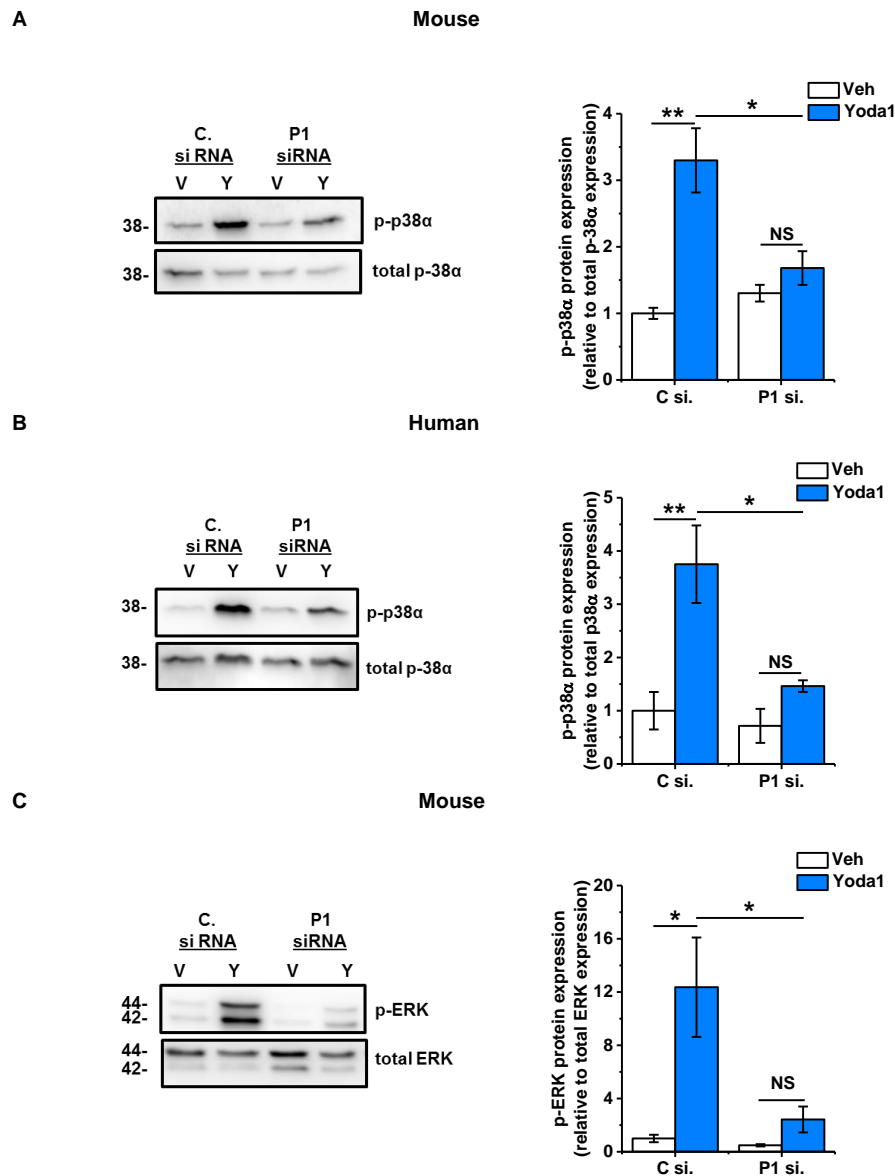 A
Mouse
C.
si RNA
P1
siRNA
V Y V Y
38-
p-p38α
38-
total p-38α
Veh
Yoda1
p-p38α protein expression
(relative to total p-38α expression)
4
3
2
1
0
**
*
NS
C si. P1 si.
B
Human
C.
si RNA
P1
siRNA
V Y V Y
38-
p-p38α
38-
total p-38α
Veh
Yoda1
p-p38α protein expression
(relative to total p38α expression)
5
4
3
2
1
0
**
*
NS
C si. P1 si.
C
Mouse
C.
si RNA
P1
siRNA
V Y V Y
44-
42-
p-ERK
44-
42-
total ERK
Veh
Yoda1
p-ERK protein expression
(relative to total ERK expression)
20
16
12
8
4
0
*
*
NS
C si. P1 si.